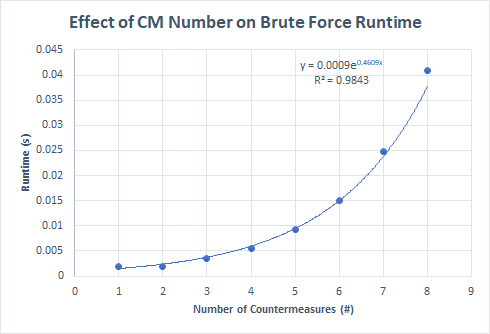 Effect of CM Number on Brute Force Runtime
y = 0.0009e^0.4609x
R² = 0.9843
0.045
0.04
0.035
0.03
0.025
0.02
0.015
0.01
0.005
0
Runtime (s)
0 1 2 3 4 5 6 7 8 9
Number of Countermeasures (#)